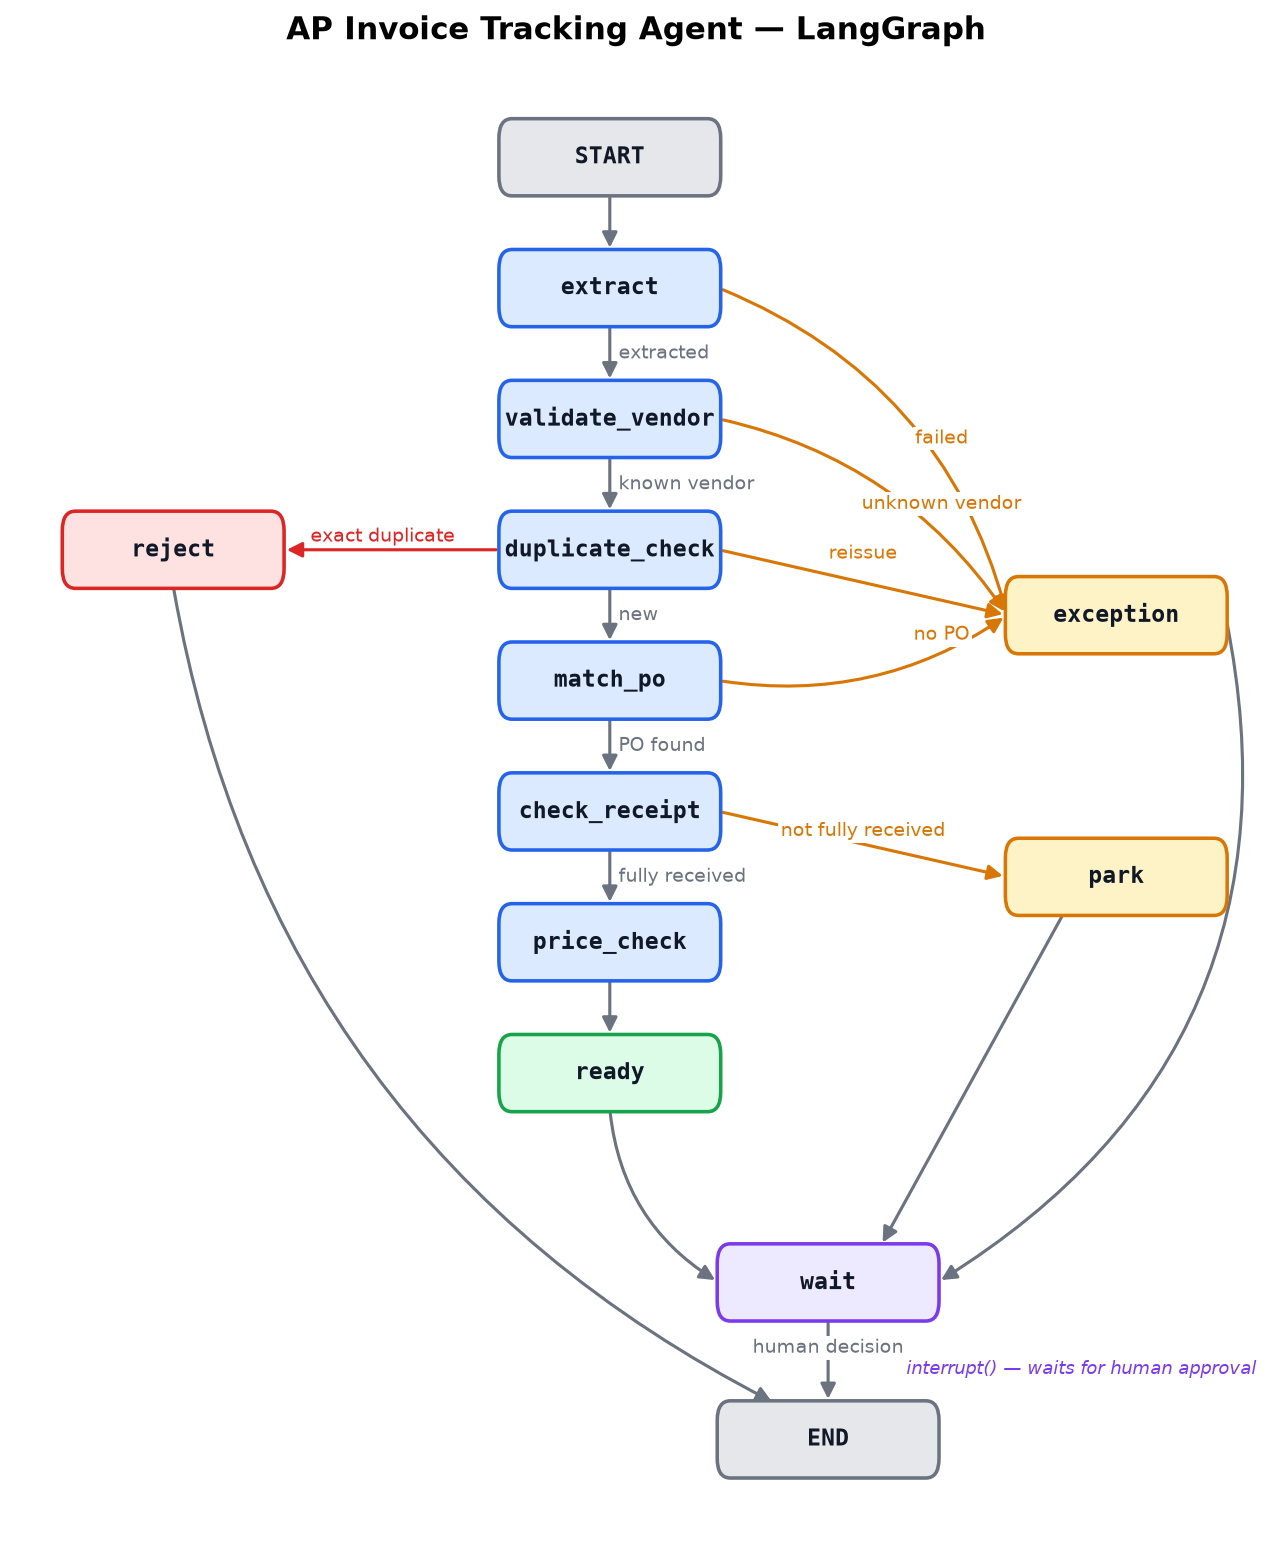 AP Invoice Tracking Agent — LangGraph
START
extract
extracted
validate_vendor
failed
known vendor
unknown vendor
reject
exact duplicate
duplicate_check
reissue
new
exception
no PO
match_po
PO found
check_receipt
not fully received
fully received
park
price_check
ready
wait
human decision
interrupt() — waits for human approval
END